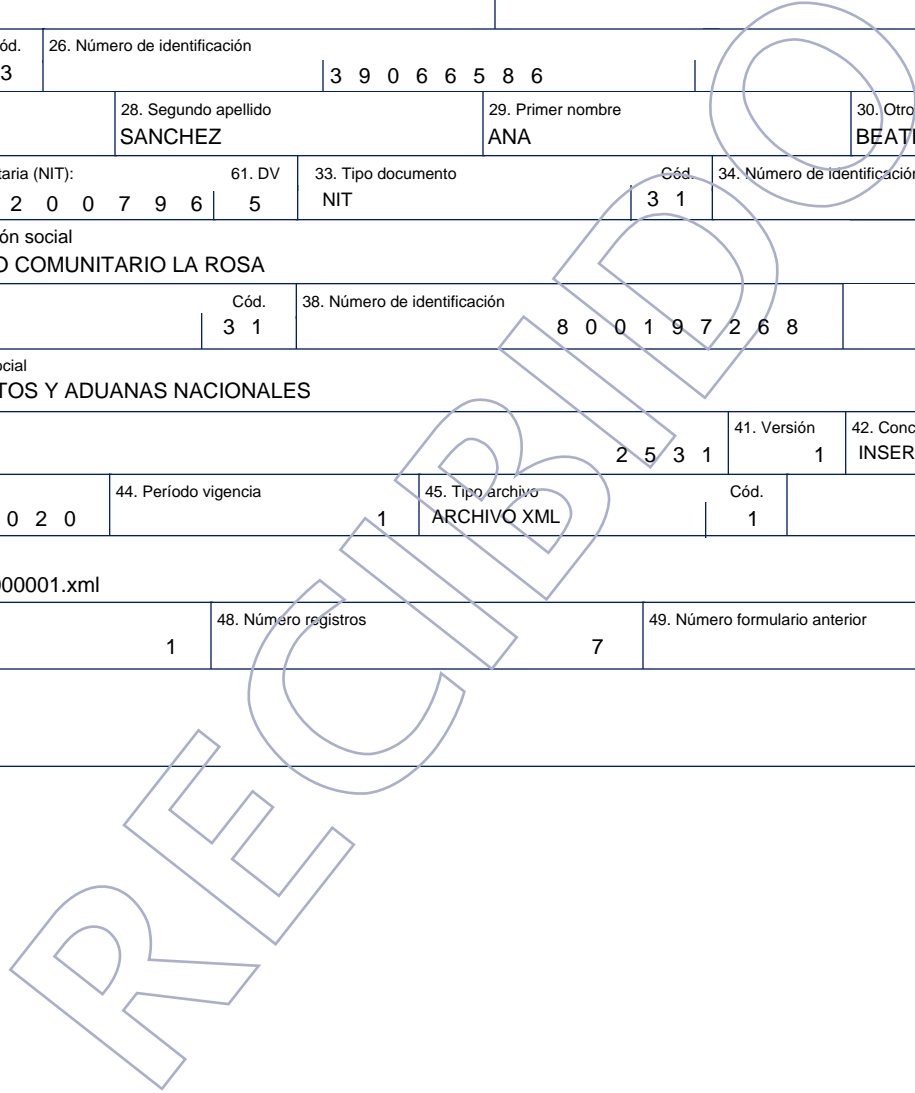 ód. 26. Número de identificación
3 3 9 0 6 6 5 8 6
28. Segundo apellido 29. Primer nombre 30. Otro
SANCHEZ ANA BEATI
taria (NIT): 61. DV 33. Tipo documento Cód. 34. Número de identificación
2 0 0 7 9 6 5 NIT 3 1
ón social
O COMUNITARIO LA ROSA
Cód. 38. Número de identificación
3 1 8 0 0 1 9 7 2 6 8
ocial
TOS Y ADUANAS NACIONALES
41. Versión 42. Conc
2 5 3 1 1 INSER
44. Período vigencia 45. Tipo archivo Cód.
0 2 0 1 ARCHIVO XML 1
000001.xml
48. Número registros 49. Número formulario anterior
1 7
RECIBIDO